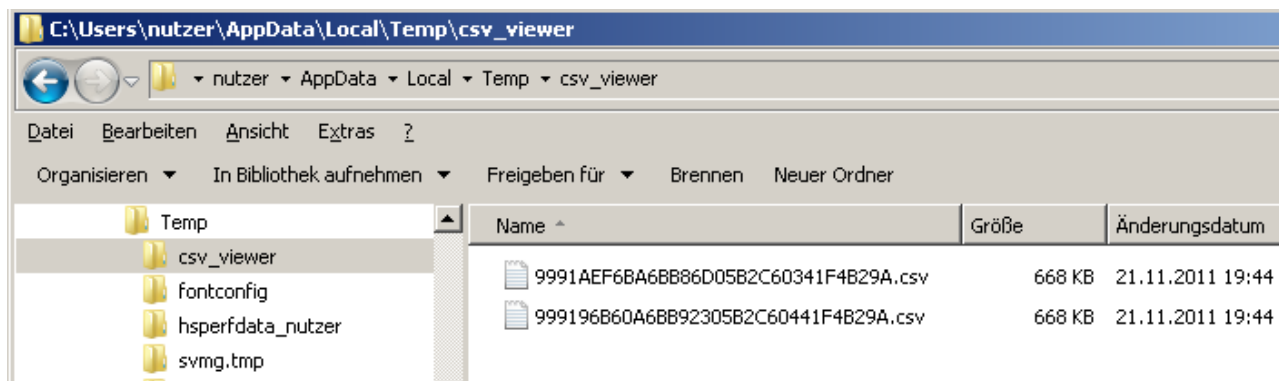 C:\Users\nutzer\AppData\Local\Temp\csv_viewer
nutzer AppData Local Temp csv_viewer
Datei Bearbeiten Ansicht Extras ?
Organisieren In Bibliothek aufnehmen Freigeben für Brennen Neuer Ordner
Temp
csv_viewer
fontconfig
hsperfdata_nutzer
svmg.tmp
Name Größe Änderungsdatum
9991AEF6BA6BB86D05B2C60341F4B29A.csv 668 KB 21.11.2011 19:44
999196B60A6BB92305B2C60441F4B29A.csv 668 KB 21.11.2011 19:44